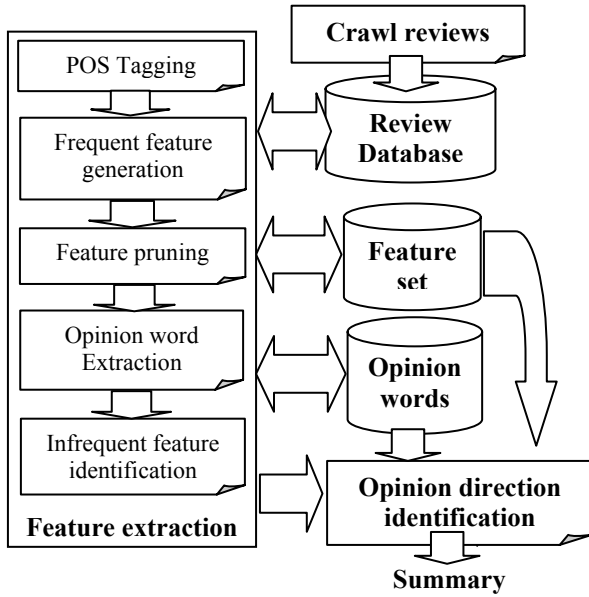 Crawl reviews
POS Tagging
Review
Database
Frequent feature
generation
Feature pruning
Feature
set
Opinion word
Extraction
Opinion
words
Infrequent feature
identification
Feature extraction
Opinion direction
identification
Summary